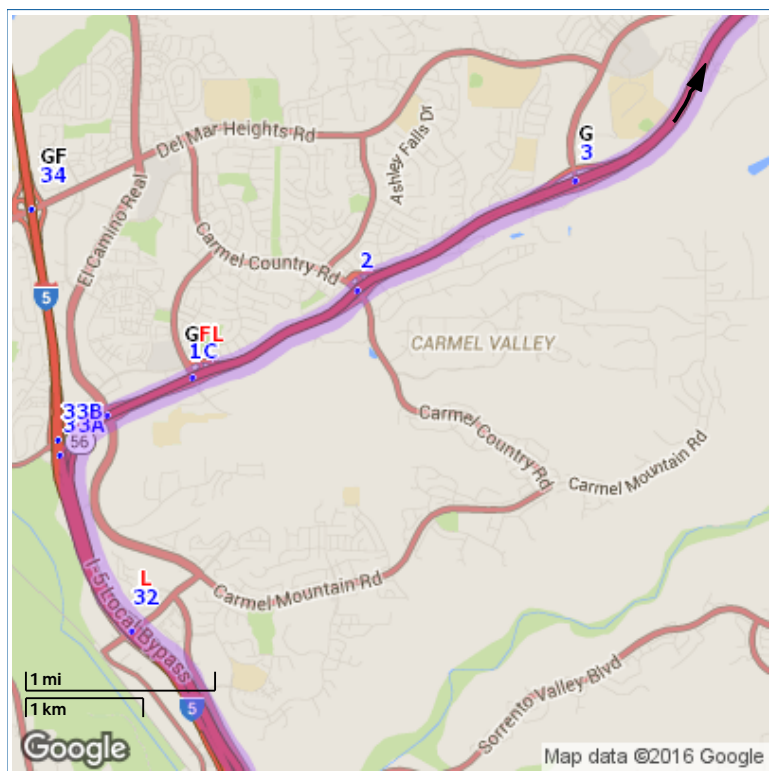 GF
34
Del Mar Heights Rd
Ashley Falls Dr
G
3
El Camino Real
Carmel Country Rd
2
5
GFL
1C
CARMEL VALLEY
33B
33A
56
Carmel Country Rd
Carmel Mountain Rd
L
32
Carmel Mountain Rd
I-5 Local Bypass
1 mi
1 km
5
Sorrento Valley Blvd
Google
Map data ©2016 Google